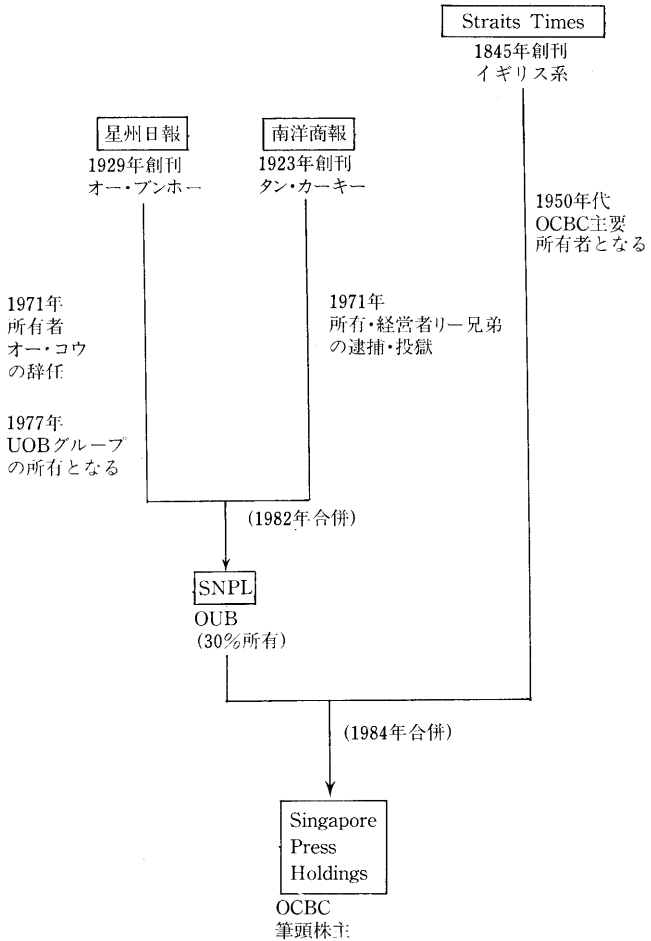 Straits Times
1845年創刊
イギリス系
星州日報
1929年創刊
オー・ブンホー
南洋商報
1923年創刊
タン・カーキー
1950年代
OCBC主要
所有者となる
1971年
所有者
オー・コウ
の辞任
1971年
所有・経営者リー兄弟
の逮捕・投獄
1977年
UOBグループ
の所有となる
(1982年合併)
SNPL
OUB
(30%所有)
(1984年合併)
Singapore
Press
Holdings
OCBC
筆頭株主